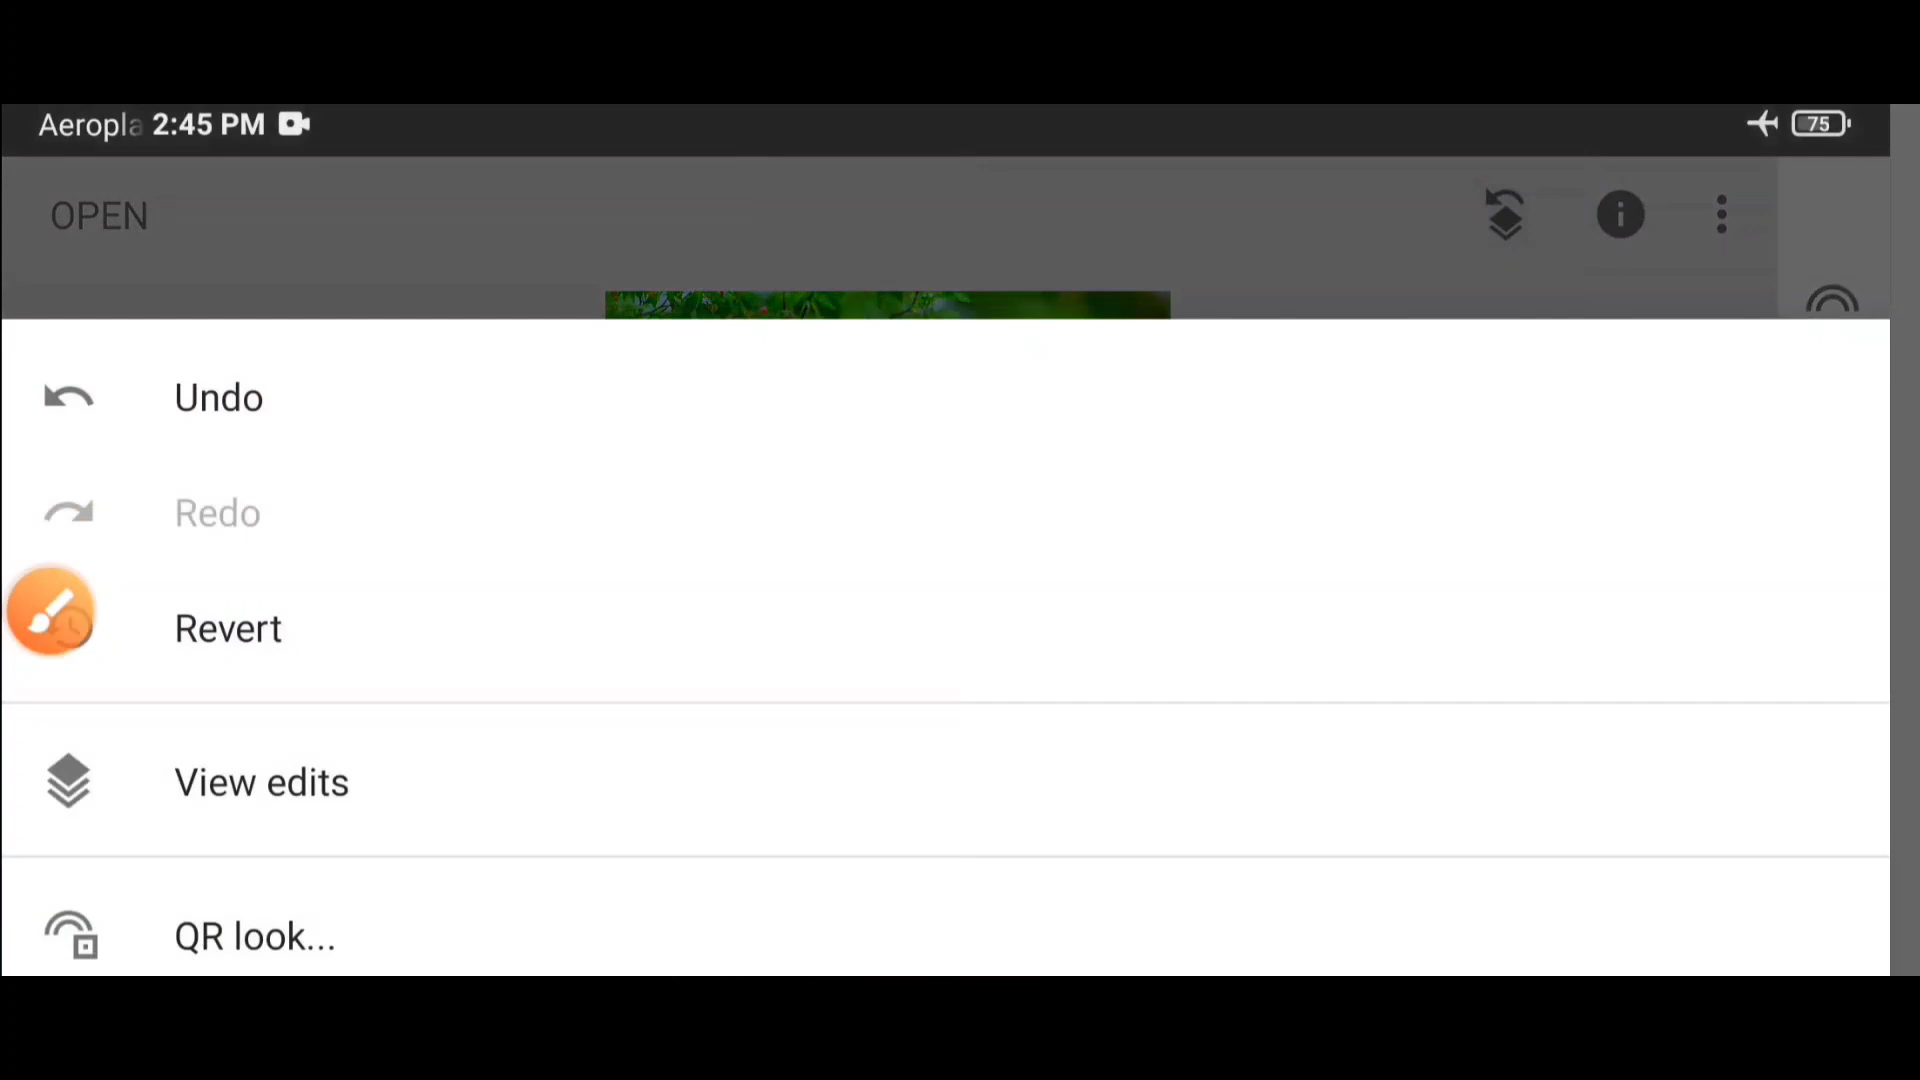 Aeropla 2:45 PM 75
OPEN
Undo
Redo
Revert
View edits
QR look...